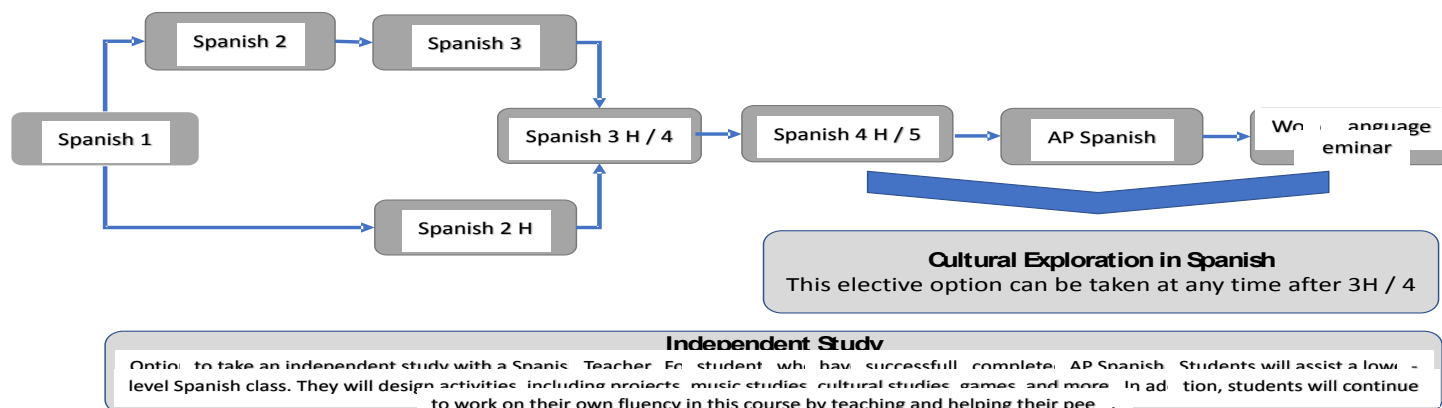 Spanish 2
Spanish 3
Spanish 1
Spanish 3 H / 4
Spanish 4 H / 5
AP Spanish
anguage
eminar
Spanish 2 H
Cultural Exploration in Spanish
This elective option can be taken at any time after 3H / 4
Independent Study
to take an independent study with a Teacher student successfull complete AP Spanish Students will assist a
level Spanish class. They will design activities, including projects, music studies, cultural studies, games, and more In tion, students will continue
to work on their own fluency in this course by teaching and helping their